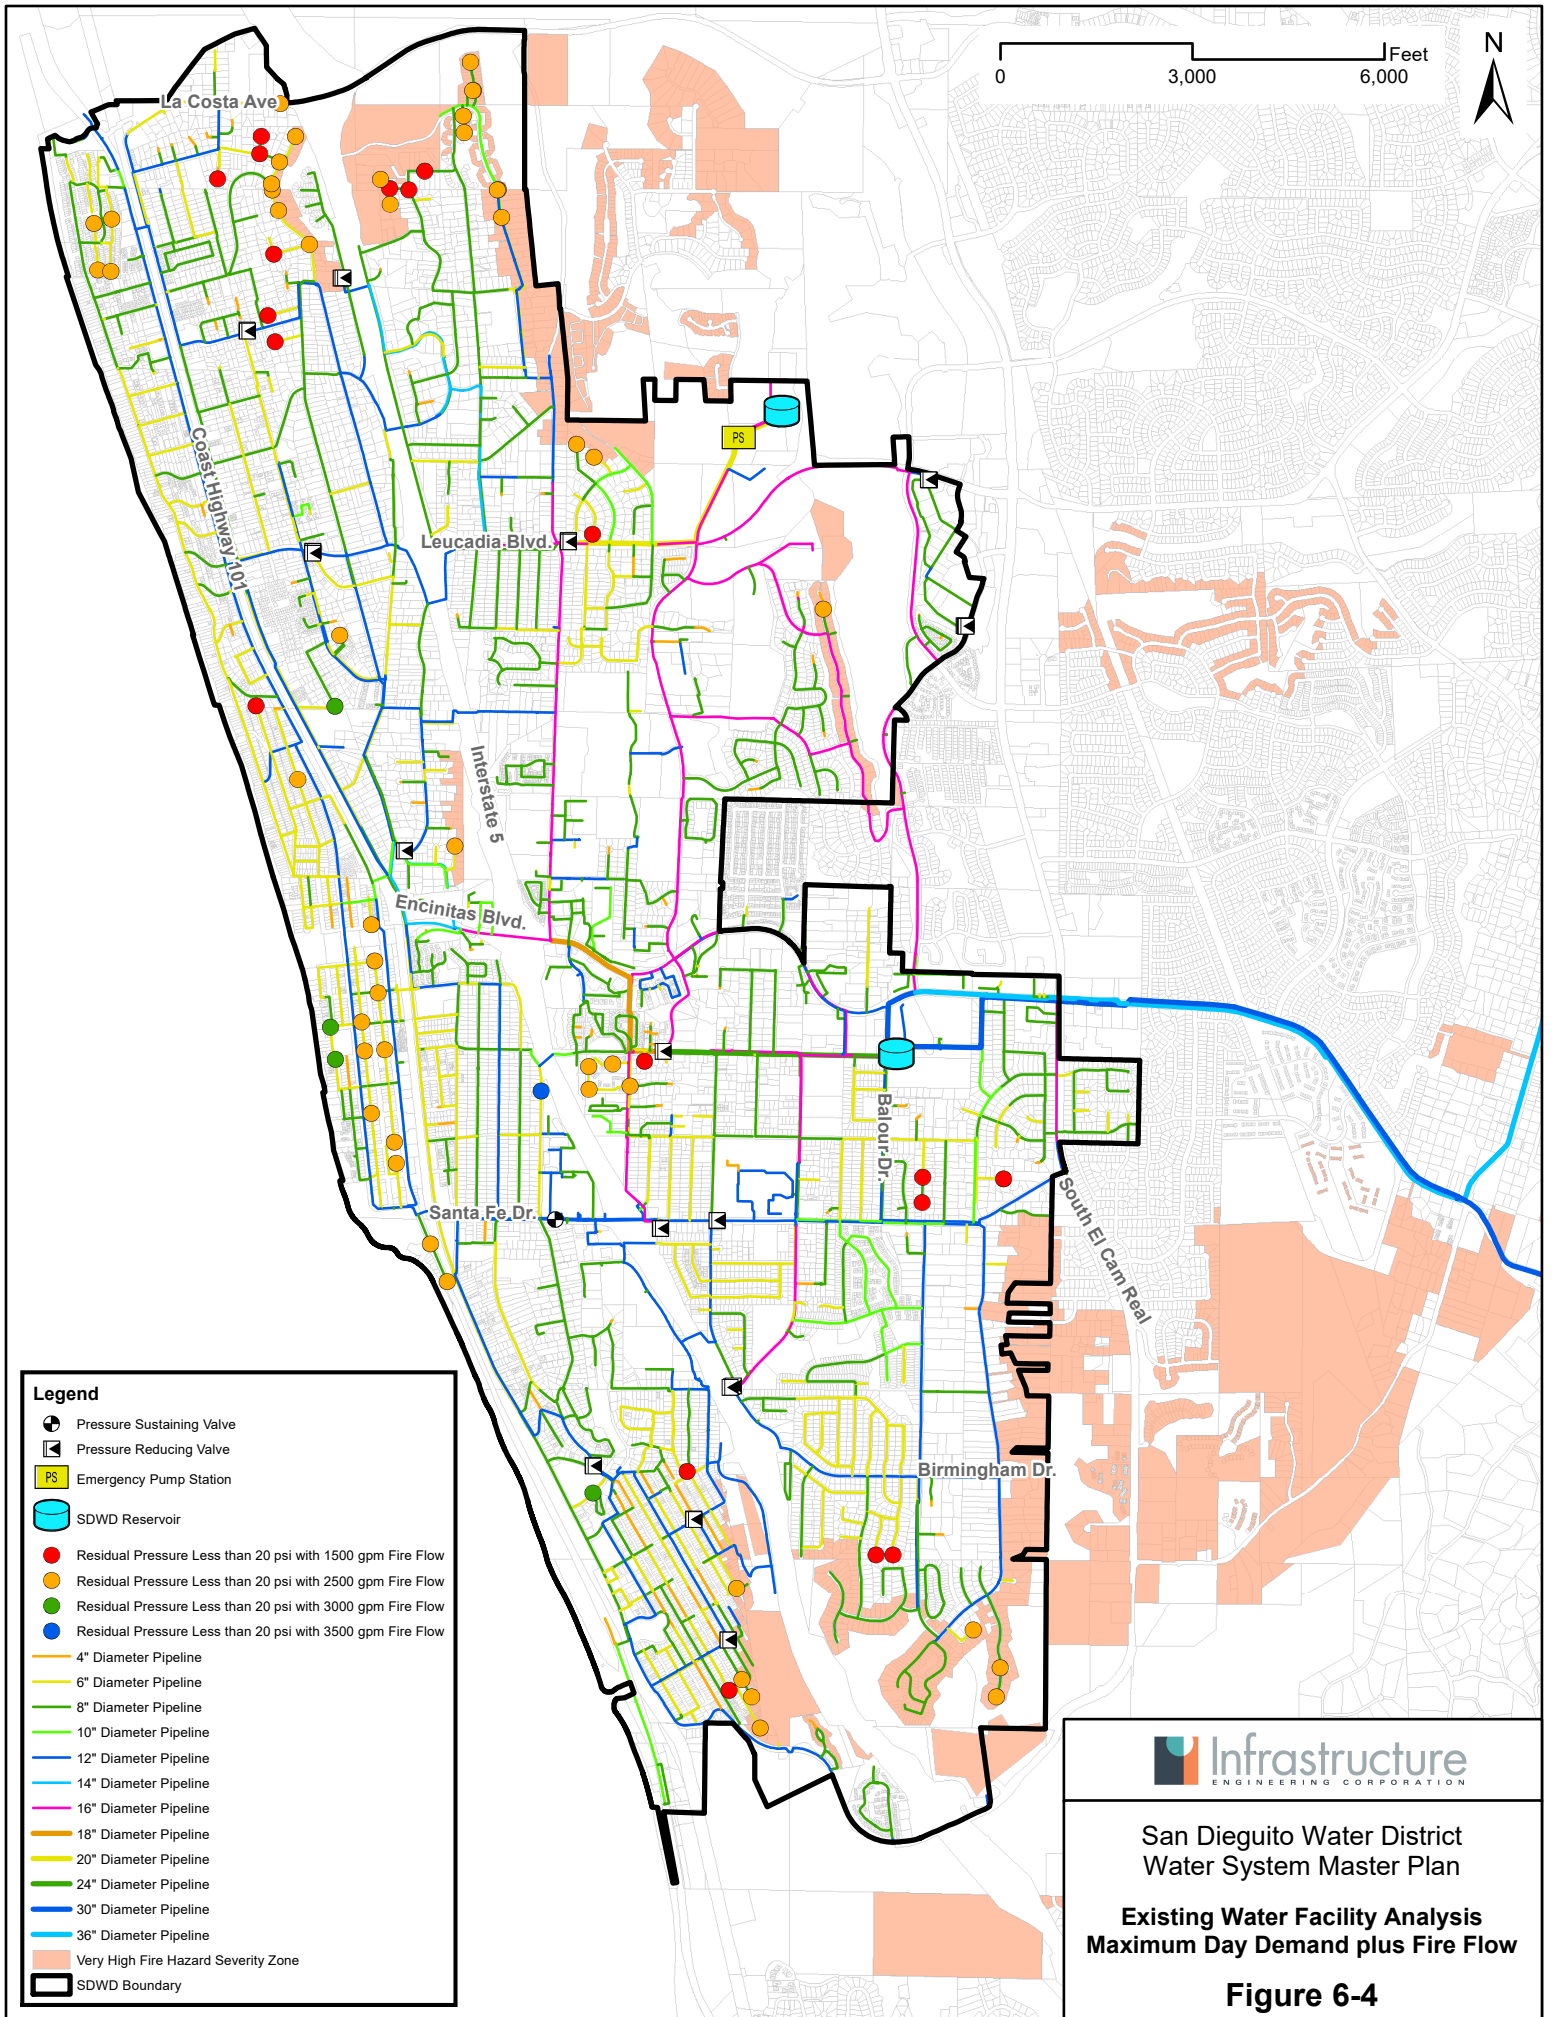 La Costa Ave
Feet
0
3,000
6,000
N
Coast Highway 101
PS
Leucadia Blvd.
Interstate 5
Encinitas Blvd.
Balour Dr.
Santa Fe Dr.
South El Cam Real
Birmingham Dr.
Legend
Pressure Sustaining Valve
Pressure Reducing Valve
PS
Emergency Pump Station
SDWD Reservoir
Residual Pressure Less than 20 psi with 1500 gpm Fire Flow
Residual Pressure Less than 20 psi with 2500 gpm Fire Flow
Residual Pressure Less than 20 psi with 3000 gpm Fire Flow
Residual Pressure Less than 20 psi with 3500 gpm Fire Flow
4" Diameter Pipeline
6" Diameter Pipeline
8" Diameter Pipeline
10" Diameter Pipeline
12" Diameter Pipeline
14" Diameter Pipeline
16" Diameter Pipeline
18" Diameter Pipeline
20" Diameter Pipeline
24" Diameter Pipeline
30" Diameter Pipeline
36" Diameter Pipeline
Very High Fire Hazard Severity Zone
SDWD Boundary
Infrastructure
ENGINEERING CORPORATION
San Dieguito Water District
Water System Master Plan
Existing Water Facility Analysis
Maximum Day Demand plus Fire Flow
Figure 6-4